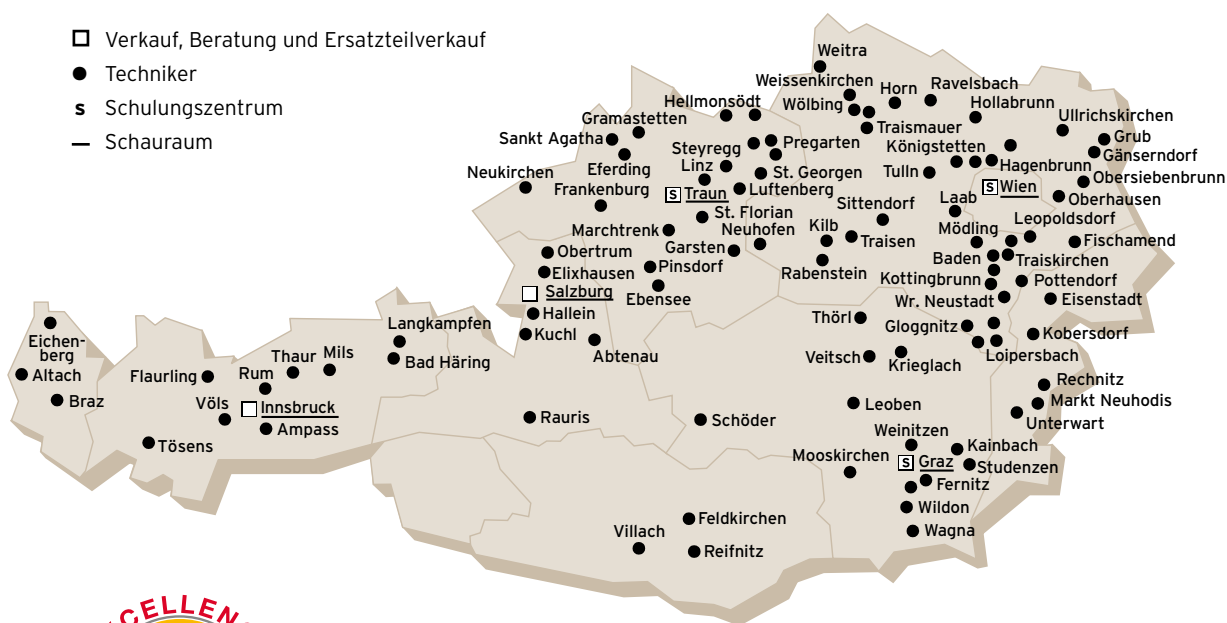 Verkauf, Beratung und Ersatzteilverkauf
Techniker
s Schulungszentrum
Schauraum
Weitra
Weissenkirchen
Horn
Ravelsbach
Hellmonsödt
Wölbing
Hollabrunn
Gramastetten
Traismauer
Ullrichskirchen
Sankt Agatha
Steyregg
Pregarten
Königstetten
Grub
Eferding
Linz
Hagenbrunn
Gänserndorf
Neukirchen
St. Georgen
Tulln
Obersiebenbrunn
Frankenburg
s Traun
Luftenberg
s Wien
Laab
Oberhausen
Sittendorf
St. Florian
Leopoldsdorf
Marchtrenk
Neuhofen
Kilb
Mödling
Obertrum
Garsten
Traisen
Fischamend
Elixhausen
Pinsdorf
Rabenstein
Baden
Traiskirchen
Salzburg
Ebensee
Kottingbrunn
Pottendorf
Hallein
Wr. Neustadt
Eisenstadt
Langkampfen
Kuchl
Thörl
Gloggnitz
Kobersdorf
Eichen-
berg
Abtenau
Veitsch
Krieglach
Loipersbach
Thaur
Mils
Bad Häring
Altach
Flaurling
Rum
Rechnitz
Braz
Völs
Innsbruck
Rauris
Schöder
Leoben
Markt Neuhodis
Ampass
Unterwart
Tösens
Weinitzen
Kainbach
Mooskirchen
s Graz
Studenzen
Fernitz
Wildon
Feldkirchen
Villach
Wagna
Reifnitz
CELLEN